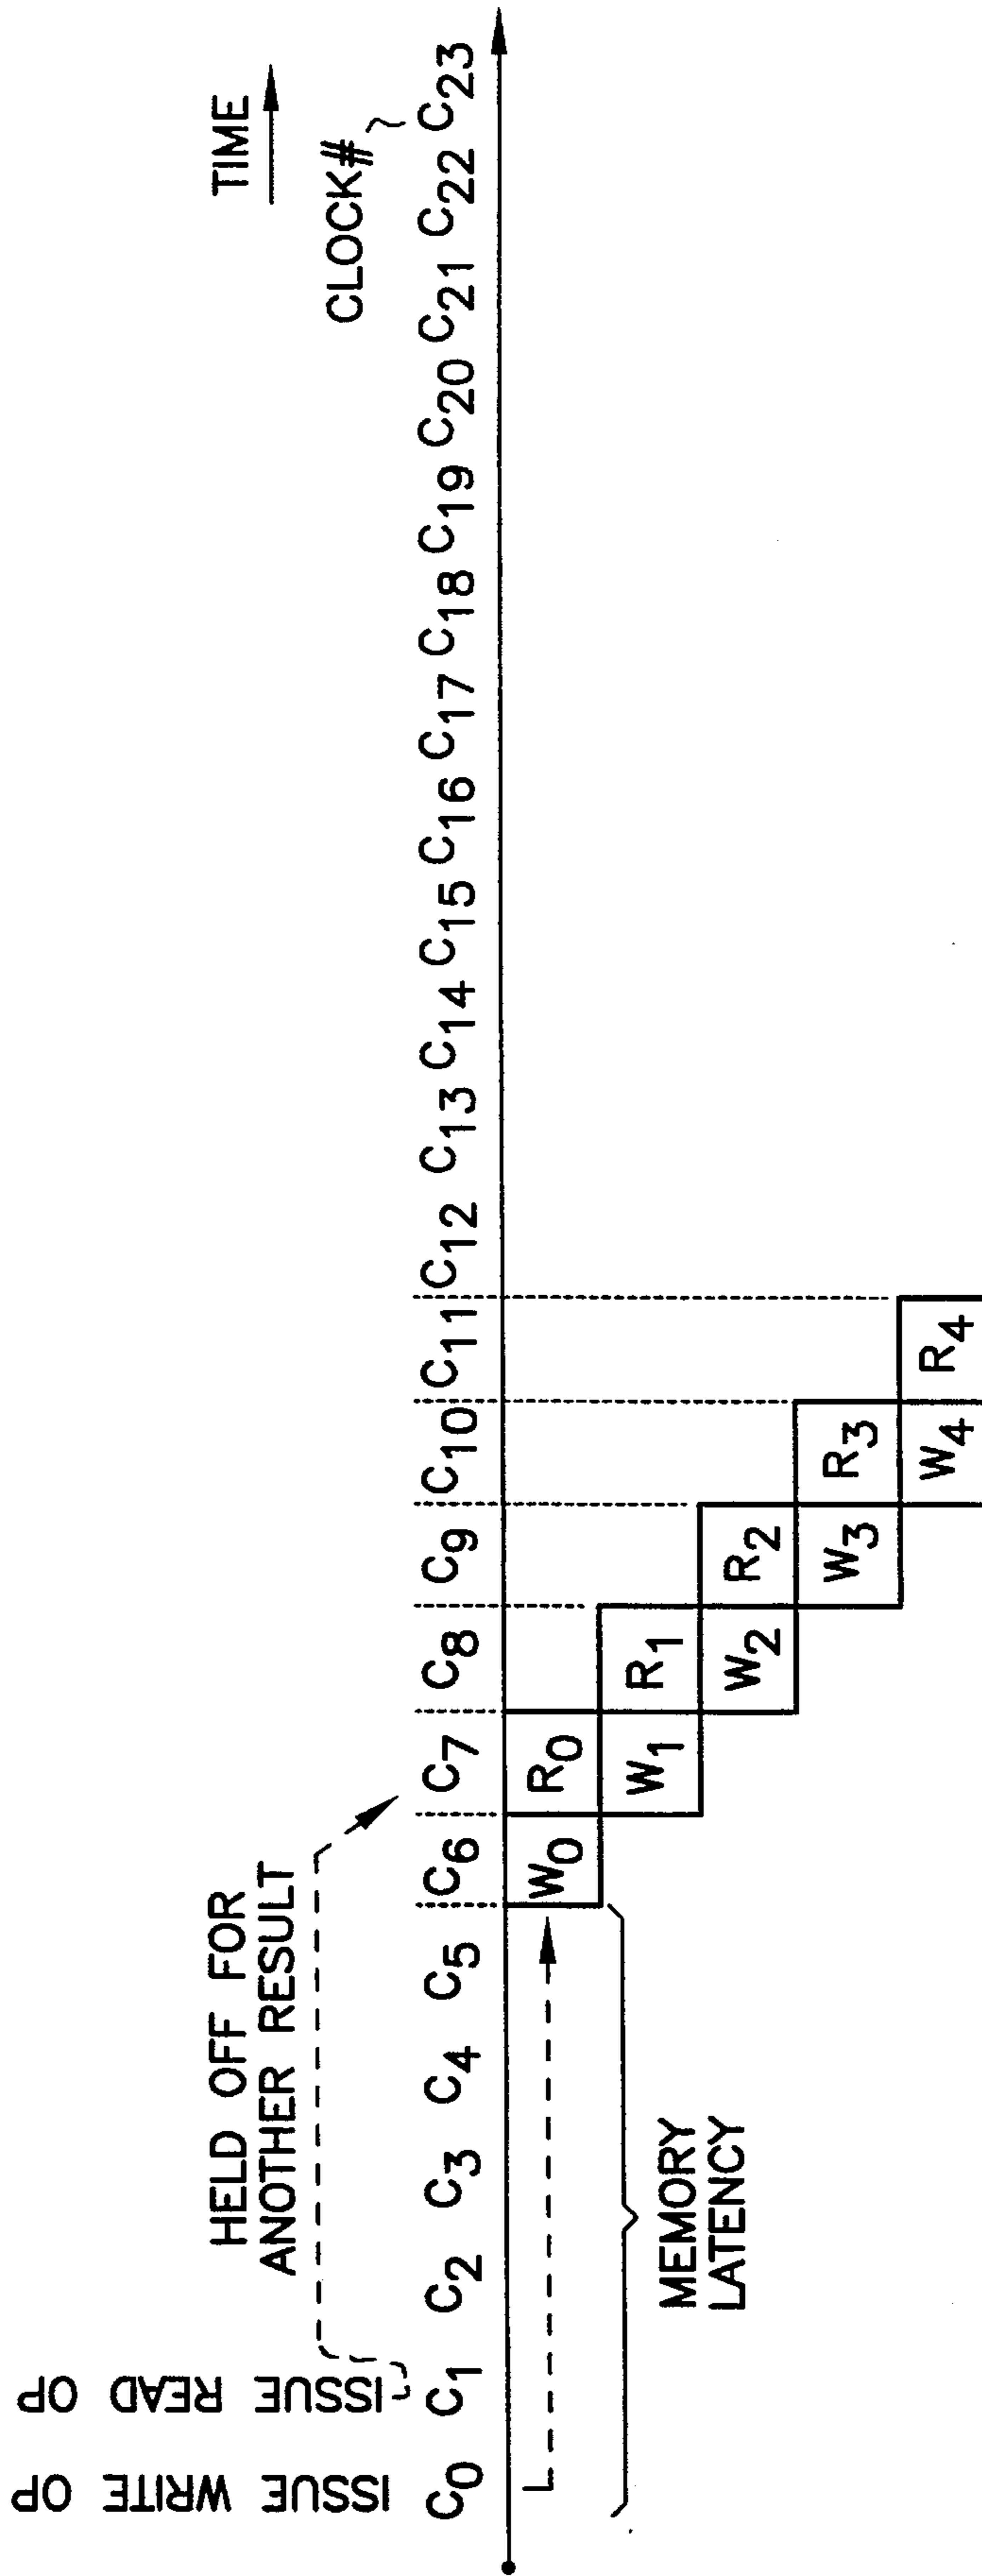 TIME
CLOCK#
HELD OFF FOR
ANOTHER RESULT
ISSUE WRITE OP
ISSUE READ OP
C0 C1 C2 C3 C4 C5 C6 C7 C8 C9 C10 C11 C12 C13 C14 C15 C16 C17 C18 C19 C20 C21 C22 C23
W0 R0
W1 R1
W2 R2
W3 R3
W4 R4
MEMORY
LATENCY